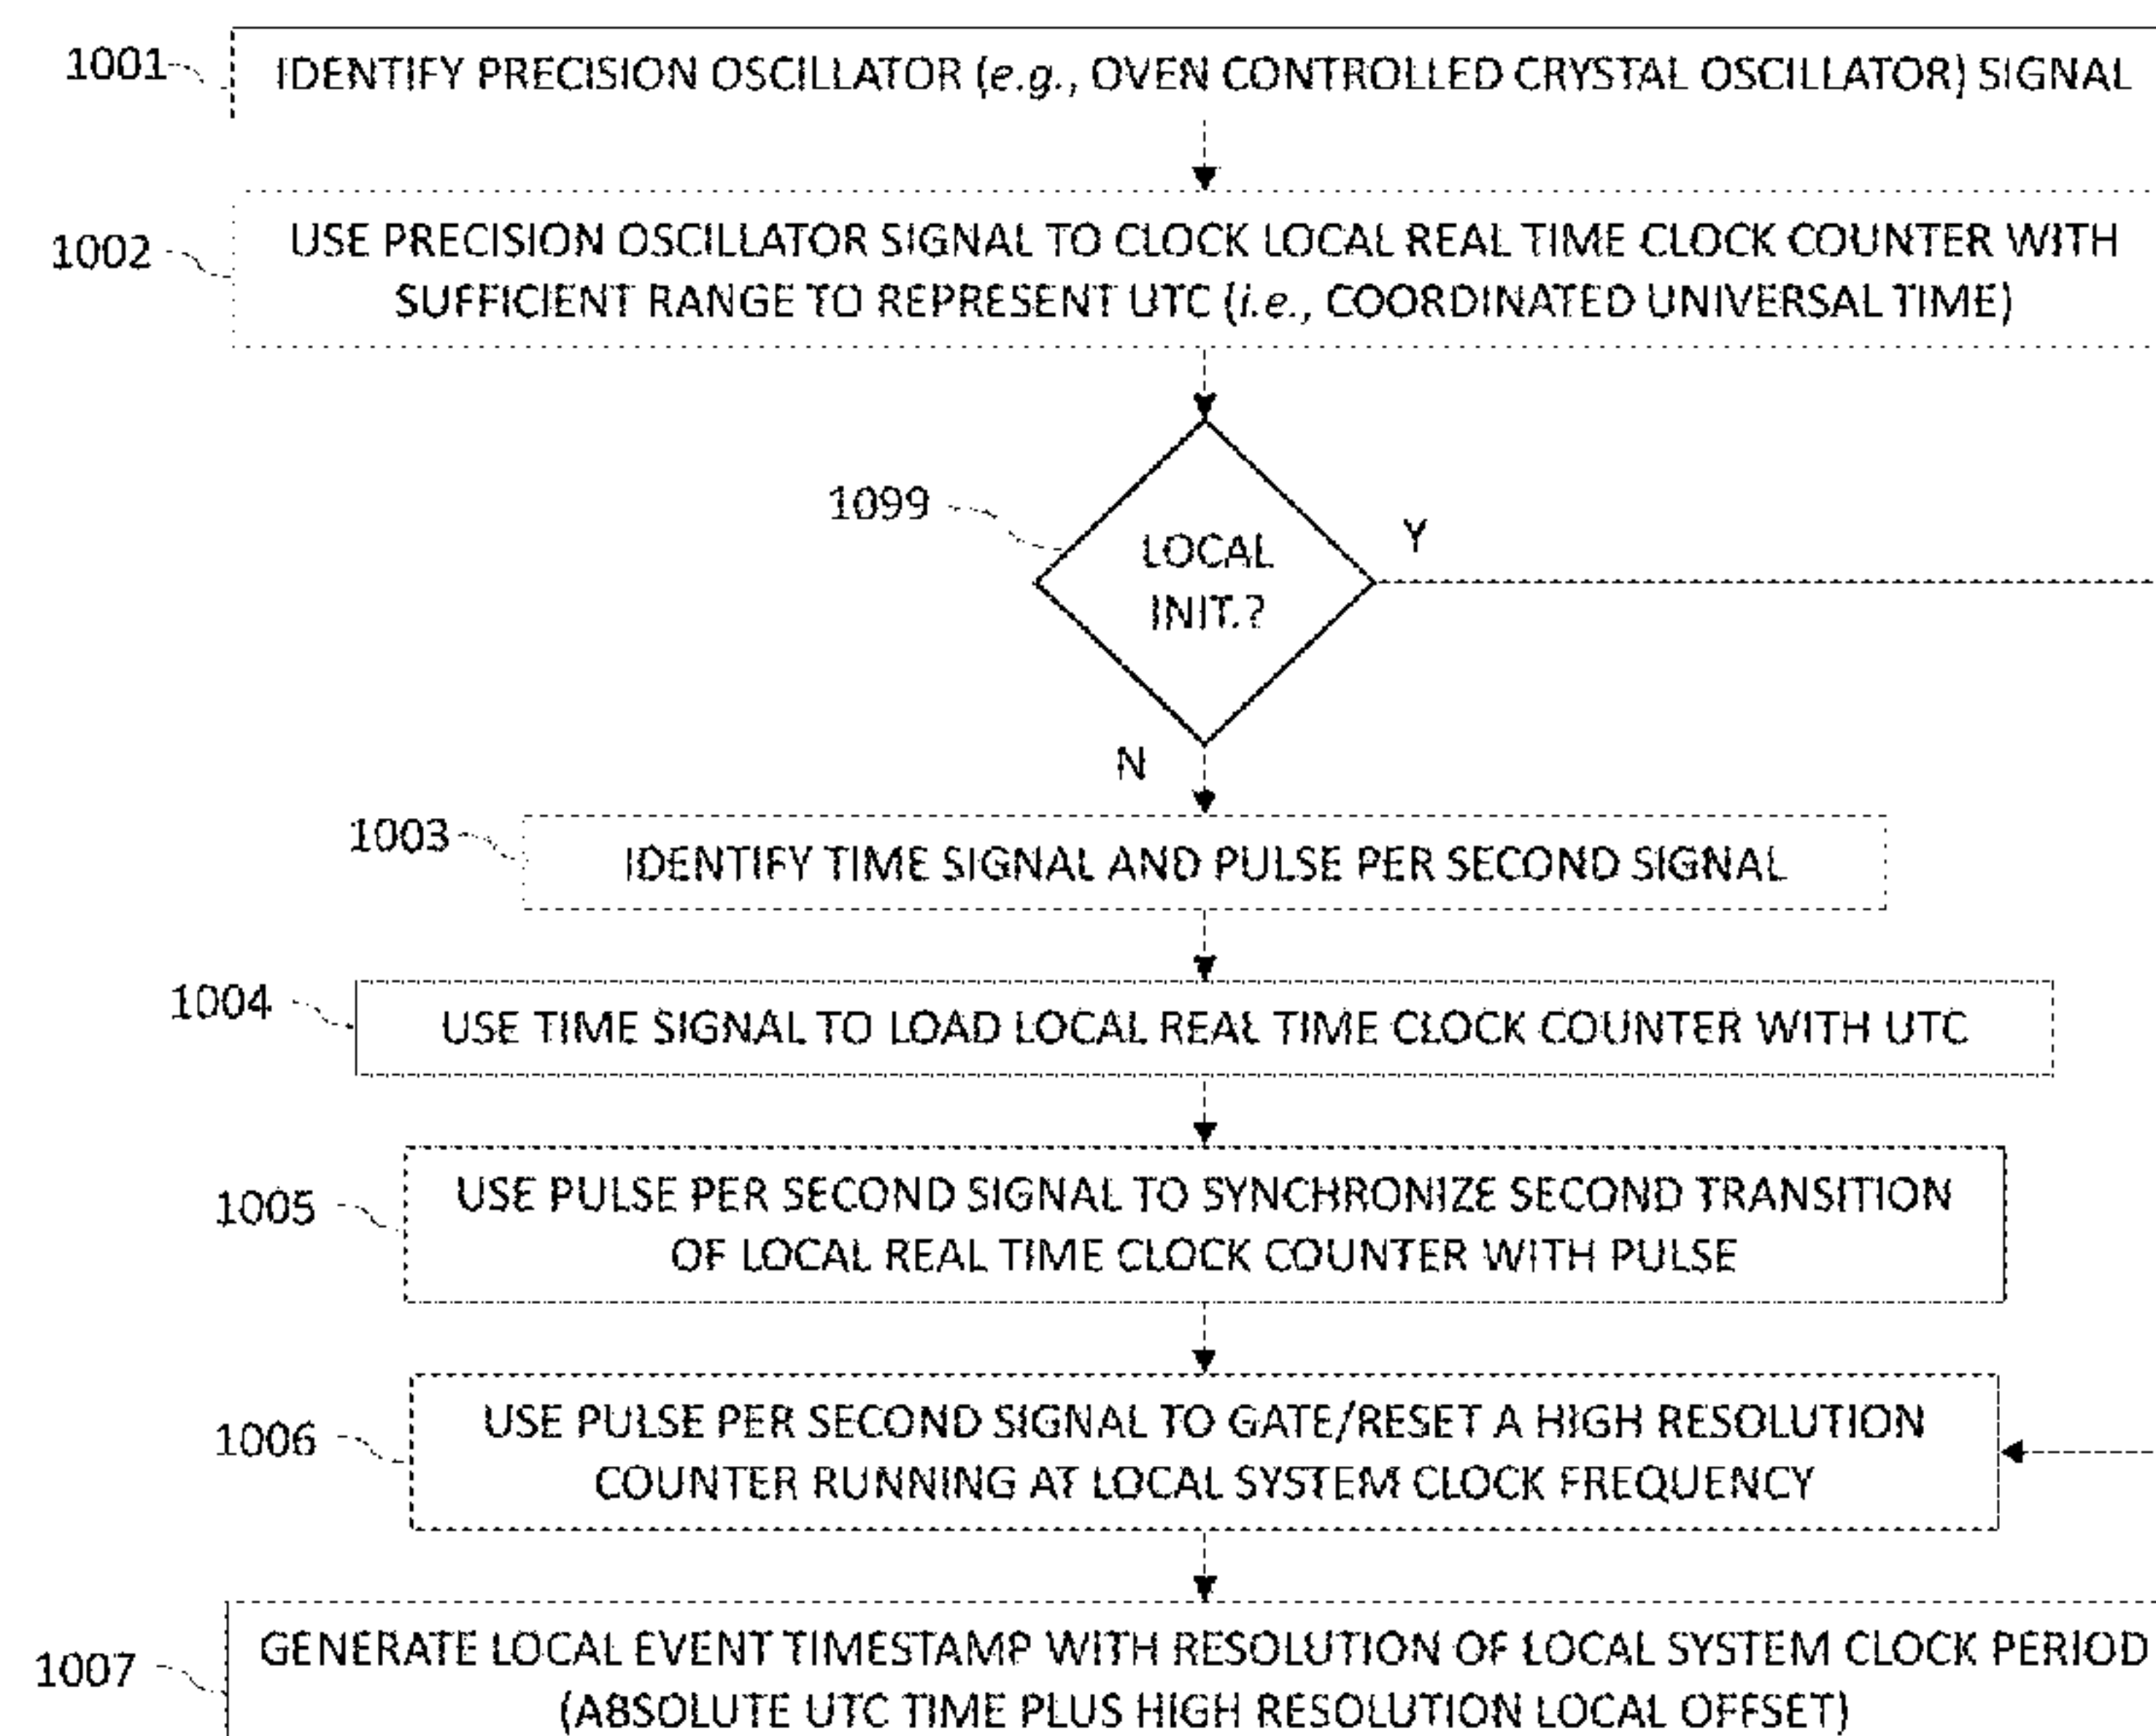 1001
IDENTIFY PRECISION OSCILLATOR (e.g., OVEN CONTROLLED CRYSTAL OSCILLATOR) SIGNAL
1002
USE PRECISION OSCILLATOR SIGNAL TO CLOCK LOCAL REAL TIME CLOCK COUNTER WITH
SUFFICIENT RANGE TO REPRESENT UTC (i.e., COORDINATED UNIVERSAL TIME)
1099
LOCAL
INIT.?
Y
N
1003
IDENTIFY TIME SIGNAL AND PULSE PER SECOND SIGNAL
1004
USE TIME SIGNAL TO LOAD LOCAL REAL TIME CLOCK COUNTER WITH UTC
1005
USE PULSE PER SECOND SIGNAL TO SYNCHRONIZE SECOND TRANSITION
OF LOCAL REAL TIME CLOCK COUNTER WITH PULSE
1006
USE PULSE PER SECOND SIGNAL TO GATE/RESET A HIGH RESOLUTION
COUNTER RUNNING AT LOCAL SYSTEM CLOCK FREQUENCY
1007
GENERATE LOCAL EVENT TIMESTAMP WITH RESOLUTION OF LOCAL SYSTEM CLOCK PERIOD
(ABSOLUTE UTC TIME PLUS HIGH RESOLUTION LOCAL OFFSET)